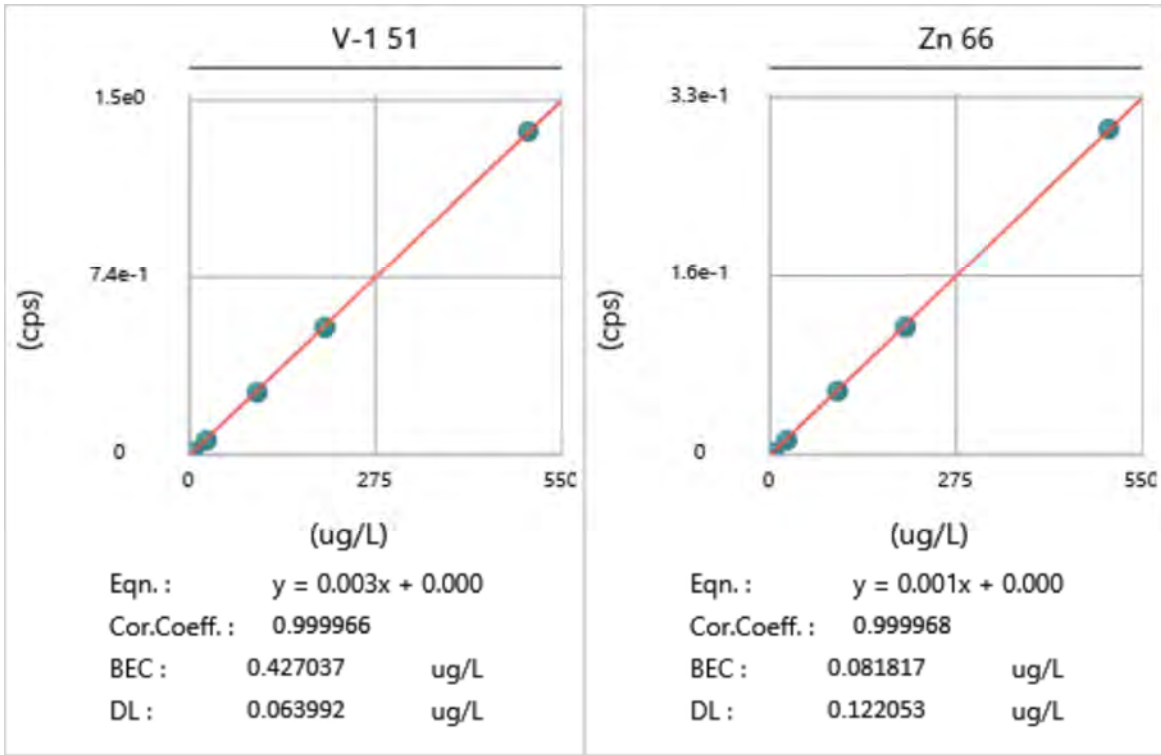 V-1 51
1.5e0
7.4e-1
0
0 275 550
(cps)
(ug/L)
Eqn. : y = 0.003x + 0.000
Cor.Coeff. : 0.999966
BEC : 0.427037 ug/L
DL : 0.063992 ug/L
Zn 66
3.3e-1
1.6e-1
0
0 275 550
(cps)
(ug/L)
Eqn. : y = 0.001x + 0.000
Cor.Coeff. : 0.999968
BEC : 0.081817 ug/L
DL : 0.122053 ug/L